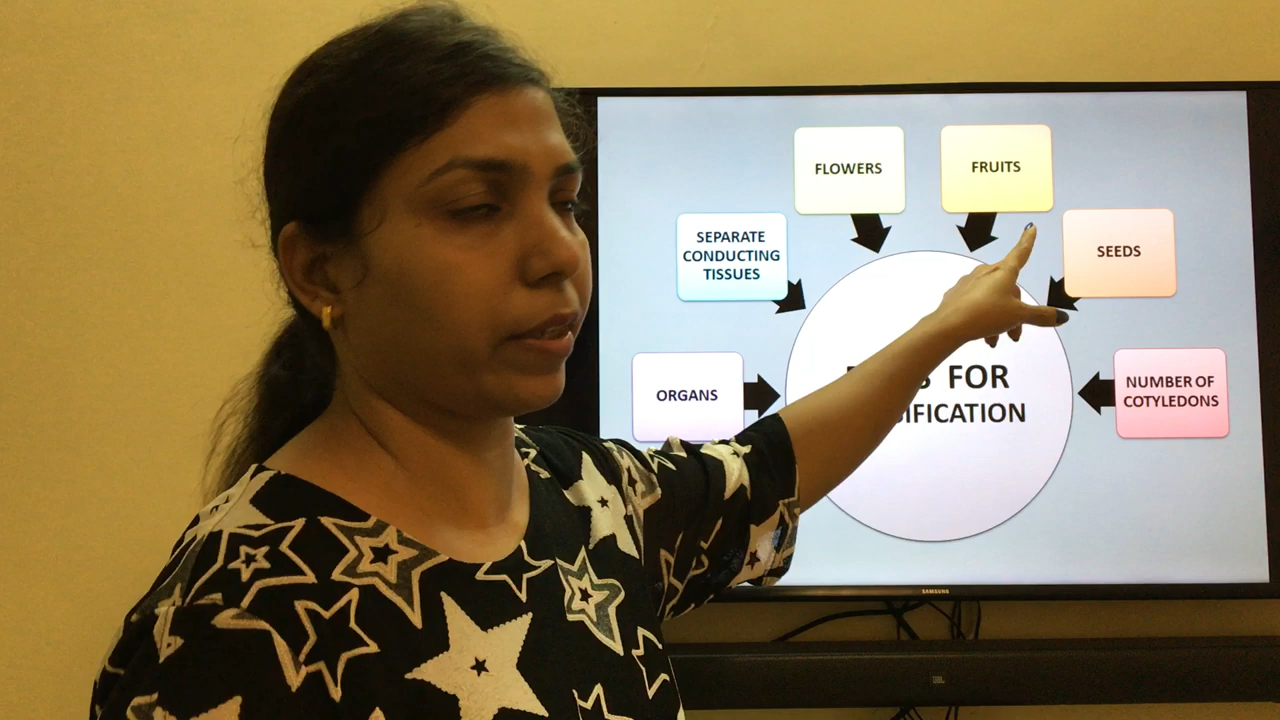 FLOWERS
FRUITS
SEPARATE
CONDUCTING
TISSUES
SEEDS
ORGANS
NUMBER OF
COTYLEDONS
FOR
SAMSUNG
JBL